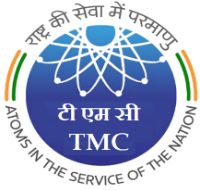 राष्ट्र की सेवा में परमाणु
टी एम सी
TMC
ATOMS IN THE SERVICE OF THE NATION